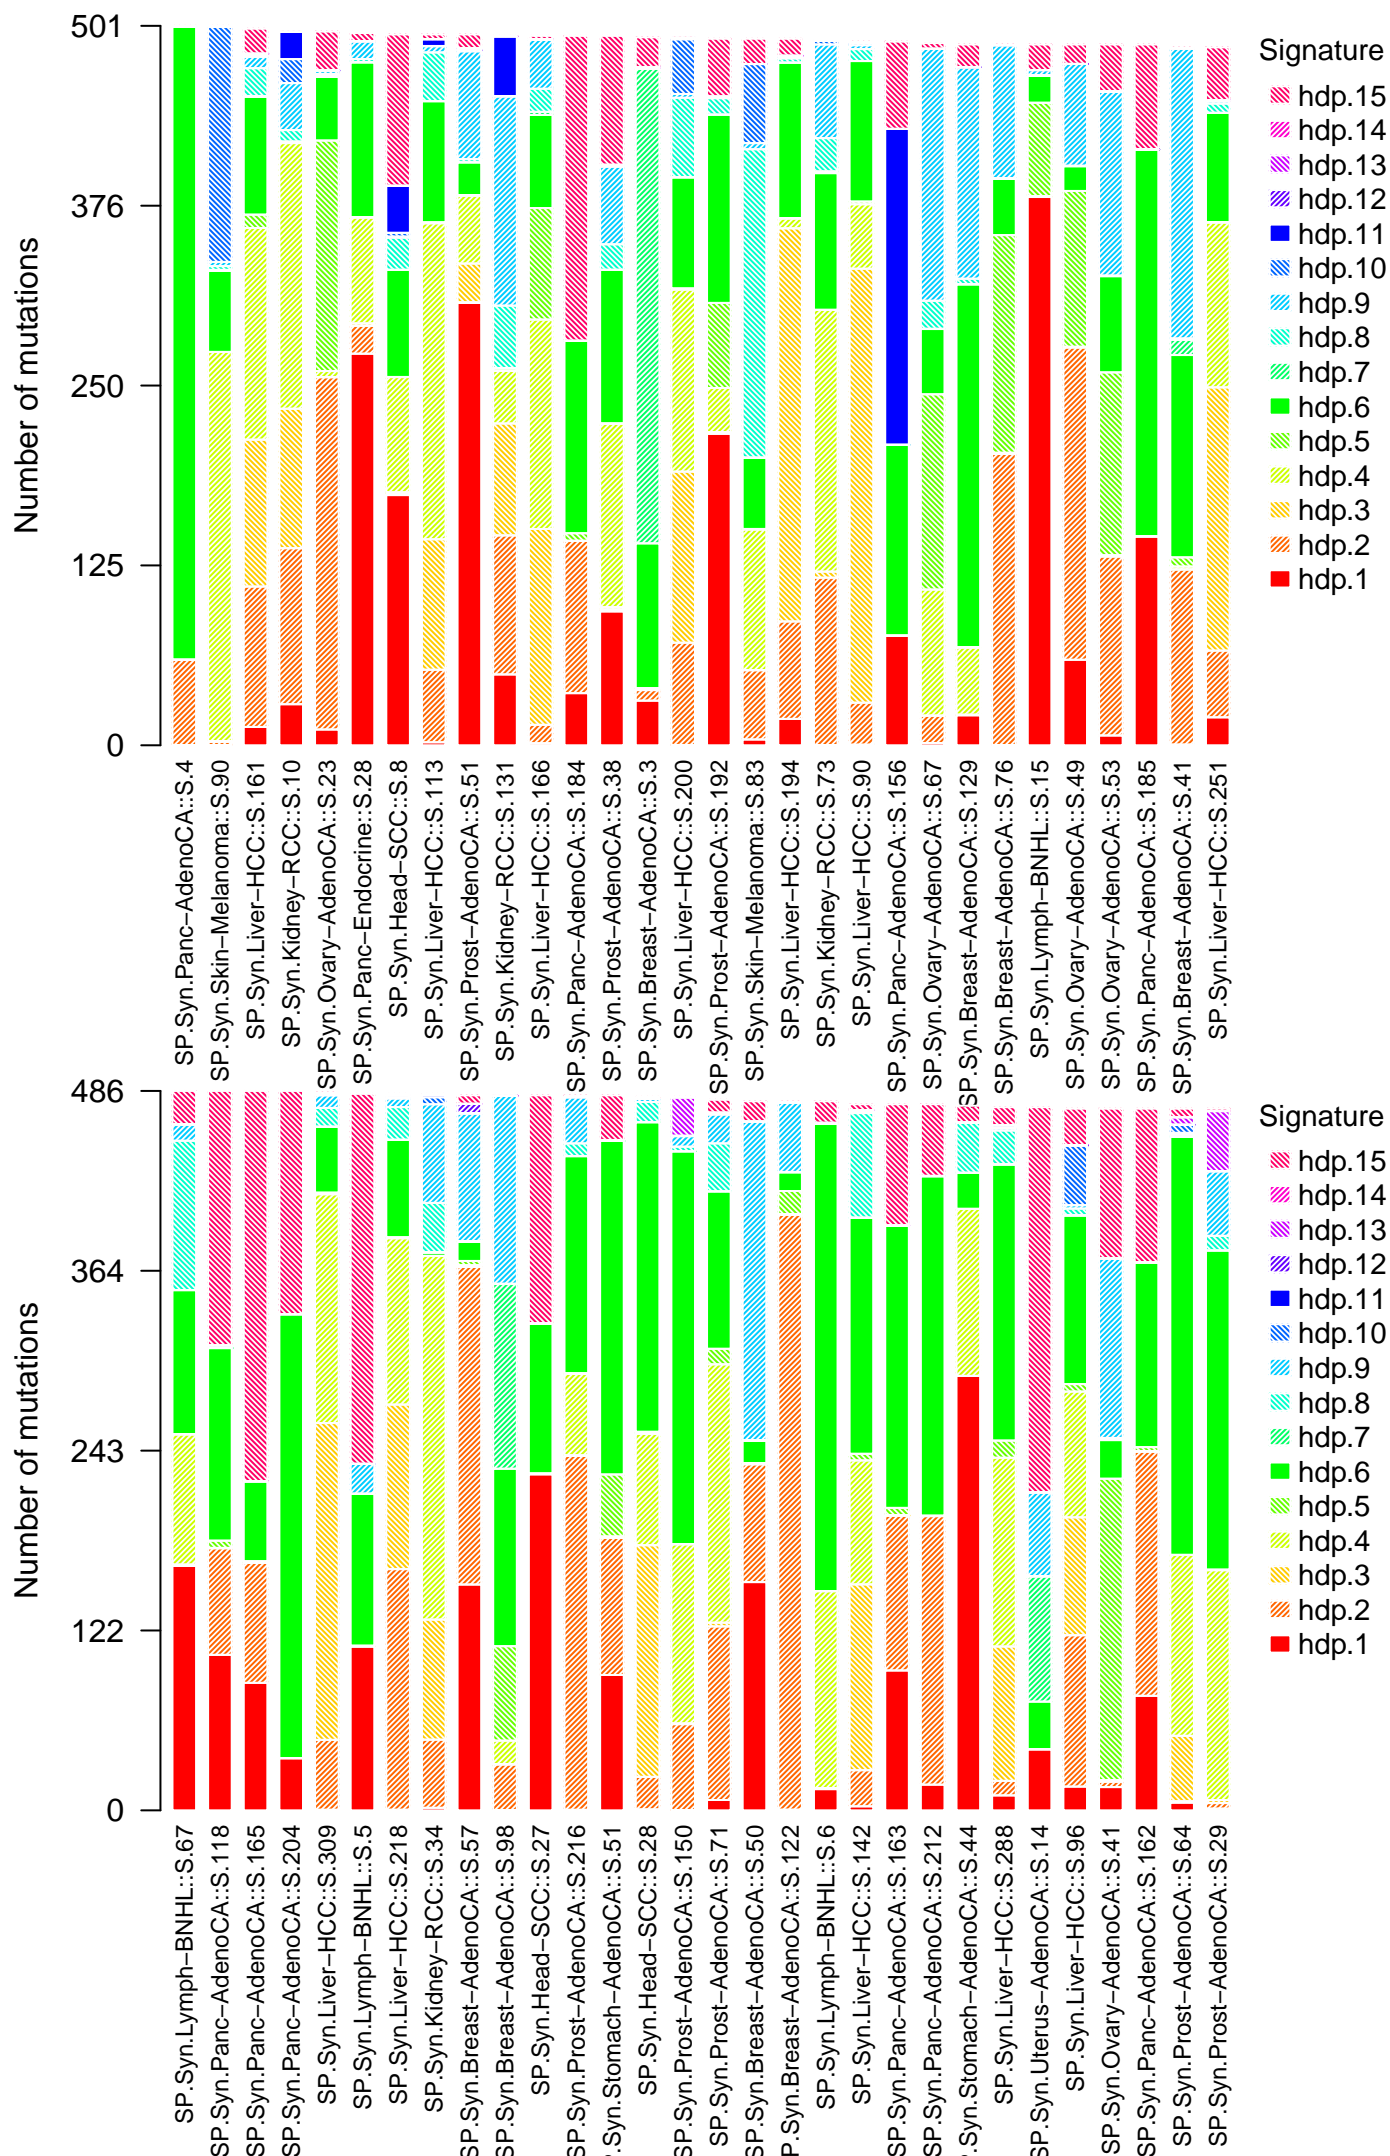 Number of mutations
501
376
250
125
0
Signature
hdp.15
hdp.14
hdp.13
hdp.12
hdp.11
hdp.10
hdp.9
hdp.8
hdp.7
hdp.6
hdp.5
hdp.4
hdp.3
hdp.2
hdp.1
SP.Syn.Panc−AdenoCA::S.4
SP.Syn.Skin−Melanoma::S.90
SP.Syn.Liver−HCC::S.161
SP.Syn.Kidney−RCC::S.10
SP.Syn.Ovary−AdenoCA::S.23
SP.Syn.Panc−Endocrine::S.28
SP.Syn.Head−SCC::S.8
SP.Syn.Liver−HCC::S.113
SP.Syn.Prost−AdenoCA::S.51
SP.Syn.Kidney−RCC::S.131
SP.Syn.Liver−HCC::S.166
SP.Syn.Panc−AdenoCA::S.184
SP.Syn.Prost−AdenoCA::S.38
SP.Syn.Breast−AdenoCA::S.3
SP.Syn.Liver−HCC::S.200
SP.Syn.Prost−AdenoCA::S.192
SP.Syn.Skin−Melanoma::S.83
SP.Syn.Liver−HCC::S.194
SP.Syn.Kidney−RCC::S.73
SP.Syn.Liver−HCC::S.90
SP.Syn.Panc−AdenoCA::S.156
SP.Syn.Ovary−AdenoCA::S.67
SP.Syn.Breast−AdenoCA::S.129
SP.Syn.Breast−AdenoCA::S.76
SP.Syn.Lymph−BNHL::S.15
SP.Syn.Ovary−AdenoCA::S.49
SP.Syn.Ovary−AdenoCA::S.53
SP.Syn.Panc−AdenoCA::S.185
SP.Syn.Breast−AdenoCA::S.41
SP.Syn.Liver−HCC::S.251
Number of mutations
486
364
243
122
0
Signature
hdp.15
hdp.14
hdp.13
hdp.12
hdp.11
hdp.10
hdp.9
hdp.8
hdp.7
hdp.6
hdp.5
hdp.4
hdp.3
hdp.2
hdp.1
SP.Syn.Lymph−BNHL::S.67
SP.Syn.Panc−AdenoCA::S.118
SP.Syn.Panc−AdenoCA::S.165
SP.Syn.Panc−AdenoCA::S.204
SP.Syn.Liver−HCC::S.309
SP.Syn.Lymph−BNHL::S.5
SP.Syn.Liver−HCC::S.218
SP.Syn.Kidney−RCC::S.34
SP.Syn.Breast−AdenoCA::S.57
SP.Syn.Breast−AdenoCA::S.98
SP.Syn.Head−SCC::S.27
SP.Syn.Prost−AdenoCA::S.216
P.Syn.Stomach−AdenoCA::S.51
SP.Syn.Head−SCC::S.28
SP.Syn.Prost−AdenoCA::S.150
SP.Syn.Prost−AdenoCA::S.71
SP.Syn.Breast−AdenoCA::S.50
P.Syn.Breast−AdenoCA::S.122
SP.Syn.Lymph−BNHL::S.6
SP.Syn.Liver−HCC::S.142
SP.Syn.Panc−AdenoCA::S.163
SP.Syn.Panc−AdenoCA::S.212
P.Syn.Stomach−AdenoCA::S.44
SP.Syn.Liver−HCC::S.288
SP.Syn.Uterus−AdenoCA::S.14
SP.Syn.Liver−HCC::S.96
SP.Syn.Ovary−AdenoCA::S.41
SP.Syn.Panc−AdenoCA::S.162
SP.Syn.Prost−AdenoCA::S.64
SP.Syn.Prost−AdenoCA::S.29